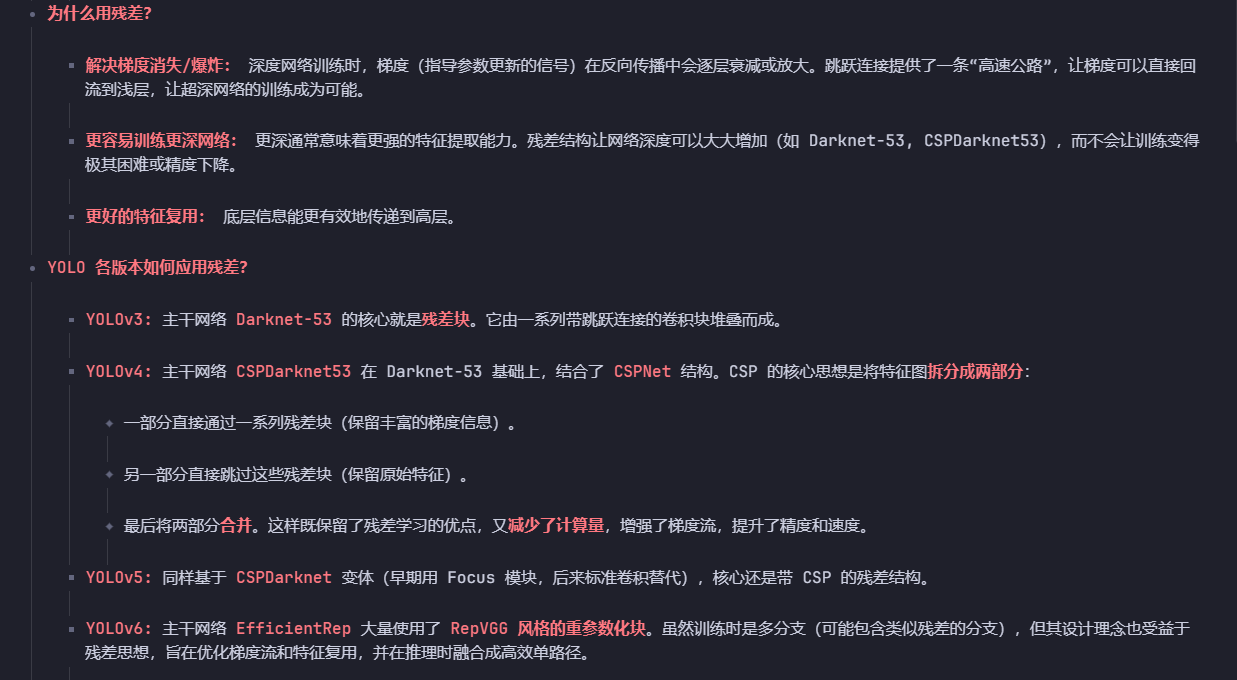 为什么用残差?
解决梯度消失/爆炸: 深度网络训练时，梯度（指导参数更新的信号）在反向传播中会逐层衰减或放大。跳跃连接提供了一条“高速公路”，让梯度可以直接回
流到浅层，让超深网络的训练成为可能。
更容易训练更深网络: 更深通常意味着更强的特征提取能力。残差结构让网络深度可以大大增加（如 Darknet-53, CSPDarknet53），而不会让训练变得
极其困难或精度下降。
更好的特征复用: 底层信息能更有效地传递到高层。
YOLO 各版本如何应用残差?
YOLOv3: 主干网络 Darknet-53 的核心就是残差块。它由一系列带跳跃连接的卷积块堆叠而成。
YOLOv4: 主干网络 CSPDarknet53 在 Darknet-53 基础上，结合了 CSPNet 结构。CSP 的核心思想是将特征图拆分成两部分:
一部分直接通过一系列残差块（保留丰富的梯度信息）。
另一部分直接跳过这些残差块（保留原始特征）。
最后将两部分合并。这样既保留了残差学习的优点，又减少了计算量，增强了梯度流，提升了精度和速度。
YOLOv5: 同样基于 CSPDarknet 变体（早期用 Focus 模块，后来标准卷积替代），核心还是带 CSP 的残差结构。
YOLOv6: 主干网络 EfficientRep 大量使用了 RepVGG 风格的重参数化块。虽然训练时是多分支（可能包含类似残差的分支），但其设计理念也受益于
残差思想，旨在优化梯度流和特征复用，并在推理时融合成高效单路径。